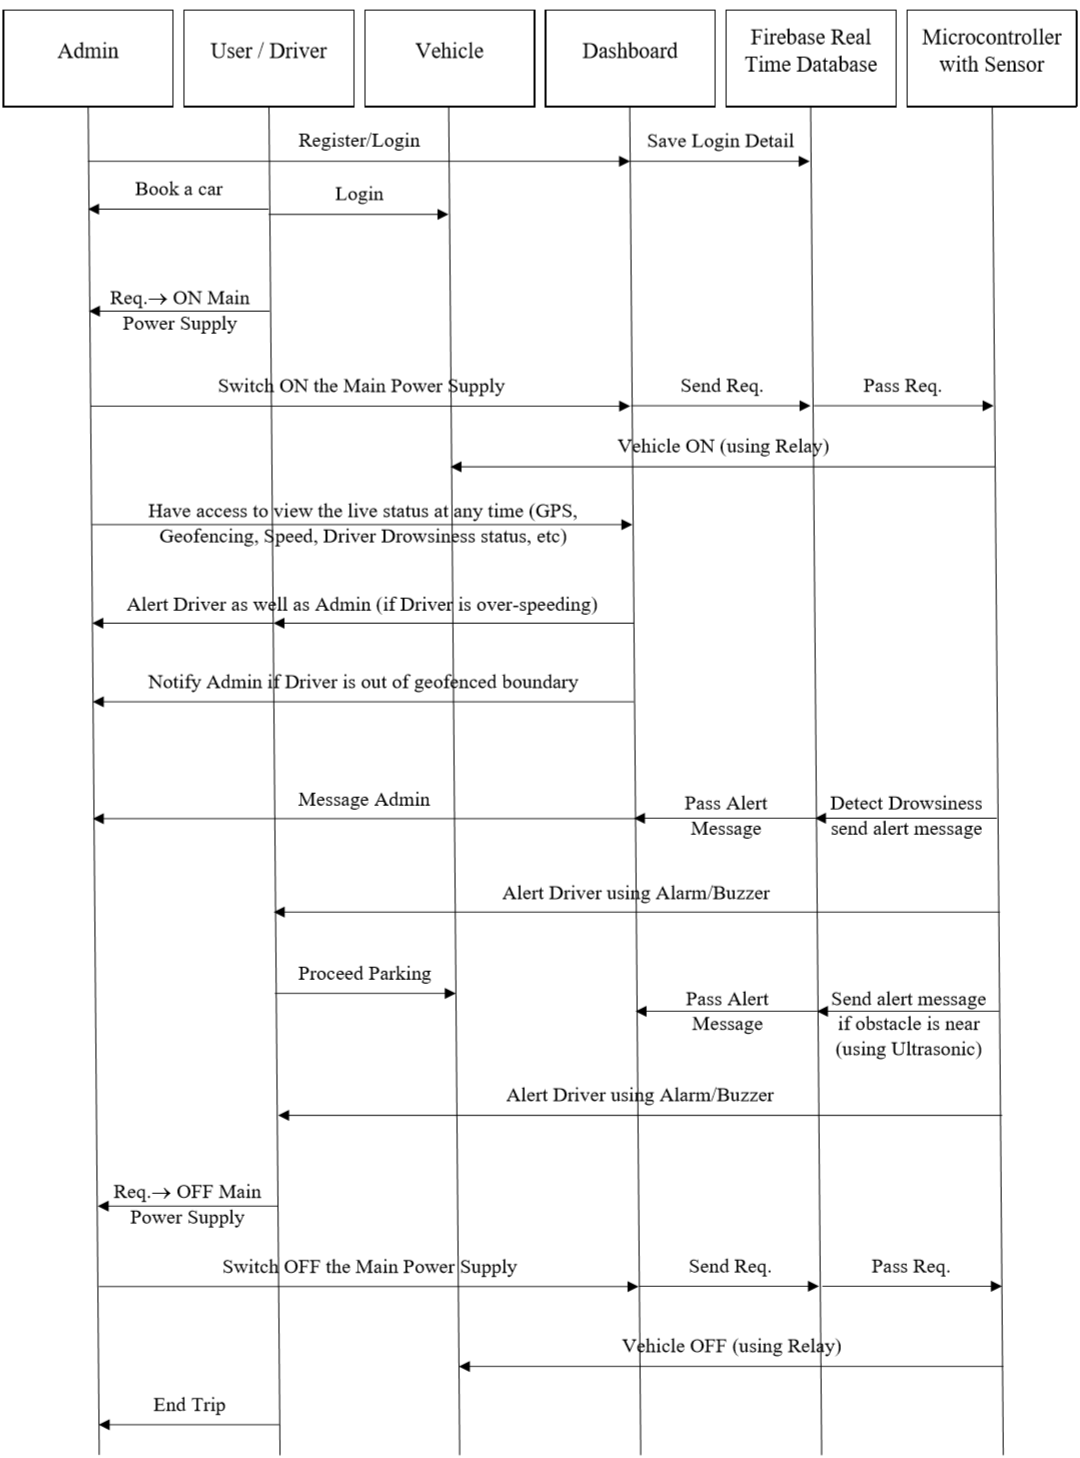 Admin
User / Driver
Vehicle
Dashboard
Firebase Real
Time Database
Microcontroller
with Sensor
Register/Login
Save Login Detail
Book a car
Login
Req.→ ON Main
Power Supply
Switch ON the Main Power Supply
Send Req.
Pass Req.
Vehicle ON (using Relay)
Have access to view the live status at any time (GPS,
Geofencing, Speed, Driver Drowsiness status, etc)
Alert Driver as well as Admin (if Driver is over-speeding)
Notify Admin if Driver is out of geofenced boundary
Message Admin
Pass Alert
Message
Detect Drowsiness
send alert message
Alert Driver using Alarm/Buzzer
Proceed Parking
Pass Alert
Message
Send alert message
if obstacle is near
(using Ultrasonic)
Alert Driver using Alarm/Buzzer
Req.→ OFF Main
Power Supply
Switch OFF the Main Power Supply
Send Req.
Pass Req.
Vehicle OFF (using Relay)
End Trip